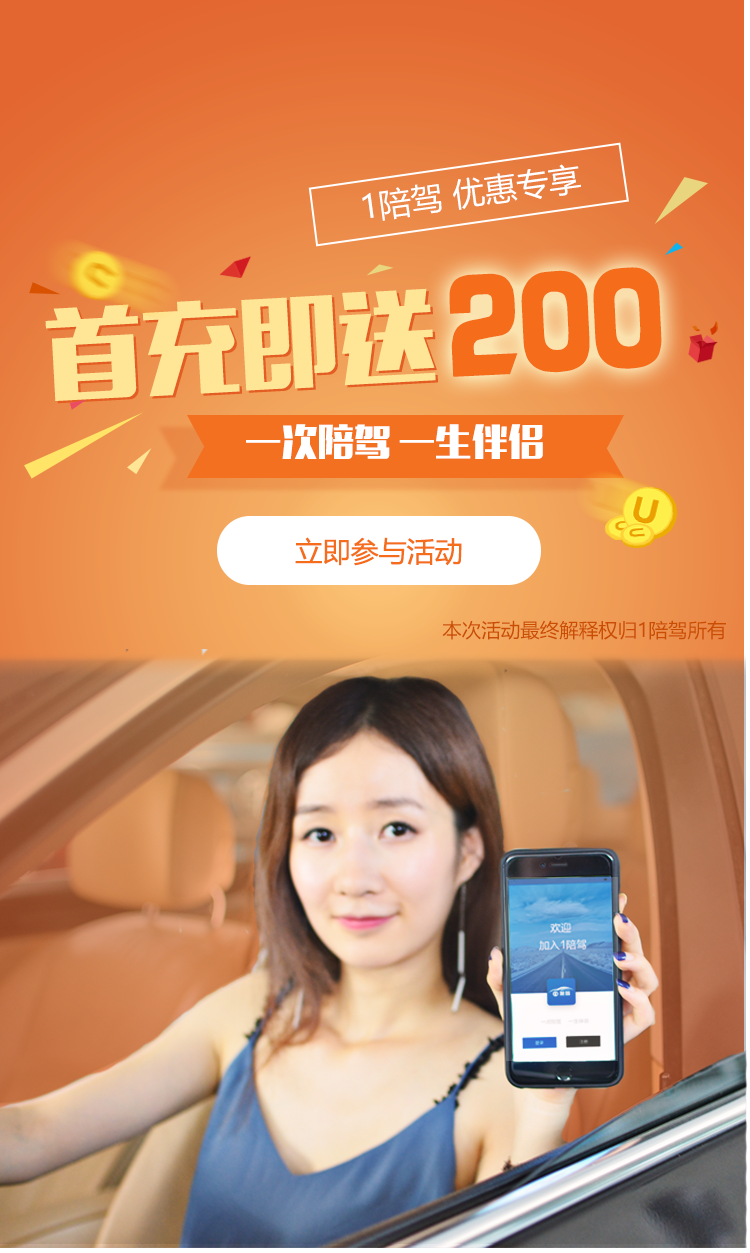 1陪驾 优惠专享
首充即送200
一次陪驾 一生伴侣
立即参与活动
本次活动最终解释权归1陪驾所有
欢迎
加入1陪驾